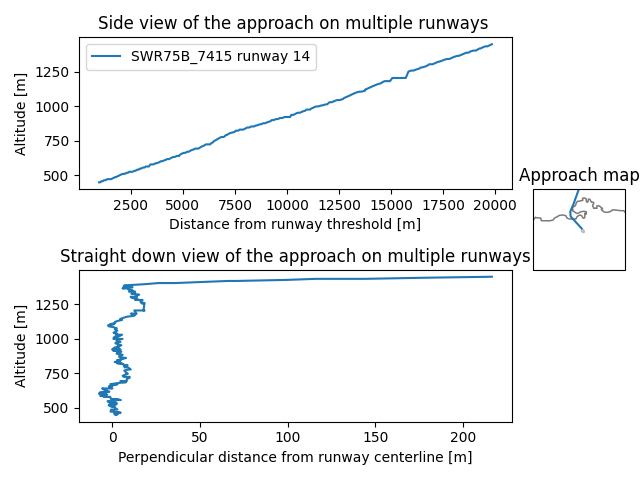 Side view of the approach on multiple runways
SWR75B_7415 runway 14
Altitude [m]
1250
1000
750
500
2500 5000 7500 10000 12500 15000 17500 20000
Distance from runway threshold [m]
Approach map
Straight down view of the approach on multiple runways
Altitude [m]
1250
1000
750
500
0 50 100 150 200
Perpendicular distance from runway centerline [m]